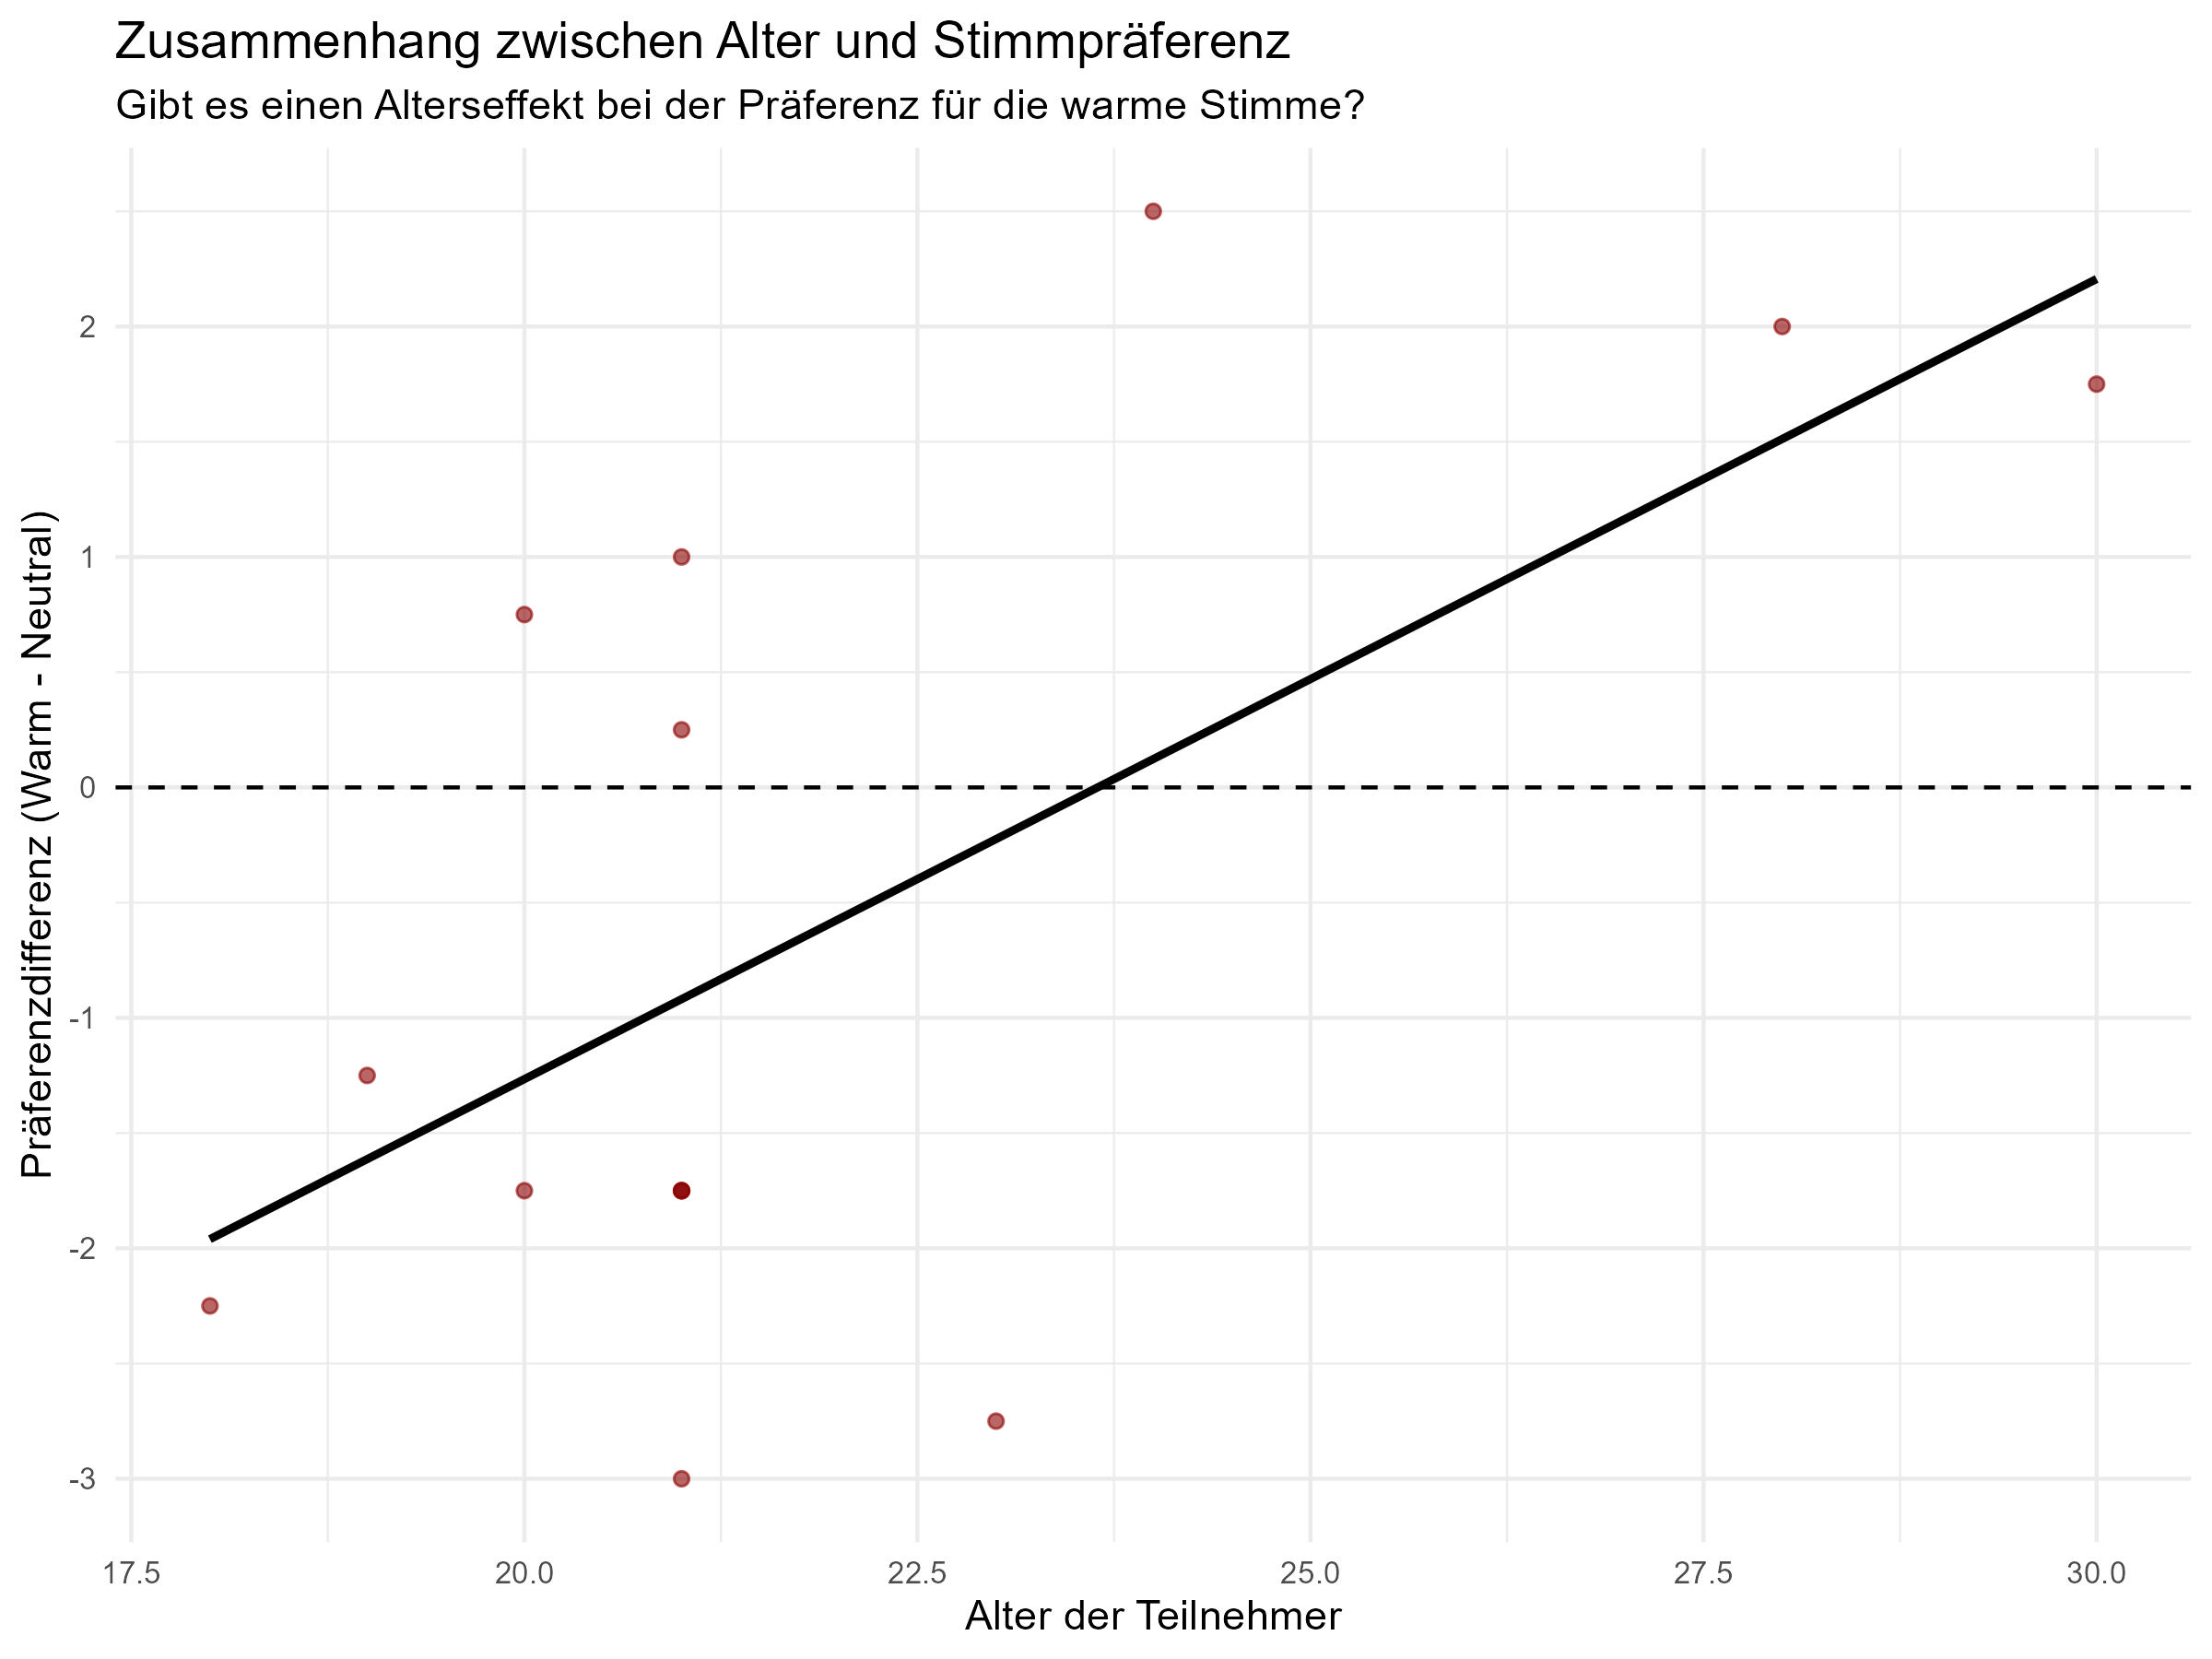 Zusammenhang zwischen Alter und Stimmpräferenz
Gibt es einen Alterseffekt bei der Präferenz für die warme Stimme?
Präferenzdifferenz (Warm - Neutral)
2
1
0
-1
-2
-3
17.5 20.0 22.5 25.0 27.5 30.0
Alter der Teilnehmer